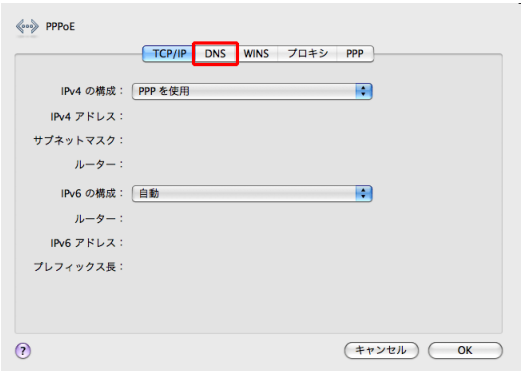 PPPoE
TCP/IP DNS WINS プロキシ PPP
IPv4 の構成： PPP を使用
IPv4 アドレス：
サブネットマスク：
ルーター：
IPv6 の構成： 自動
ルーター：
IPv6 アドレス：
プレフィックス長：
? キャンセル OK